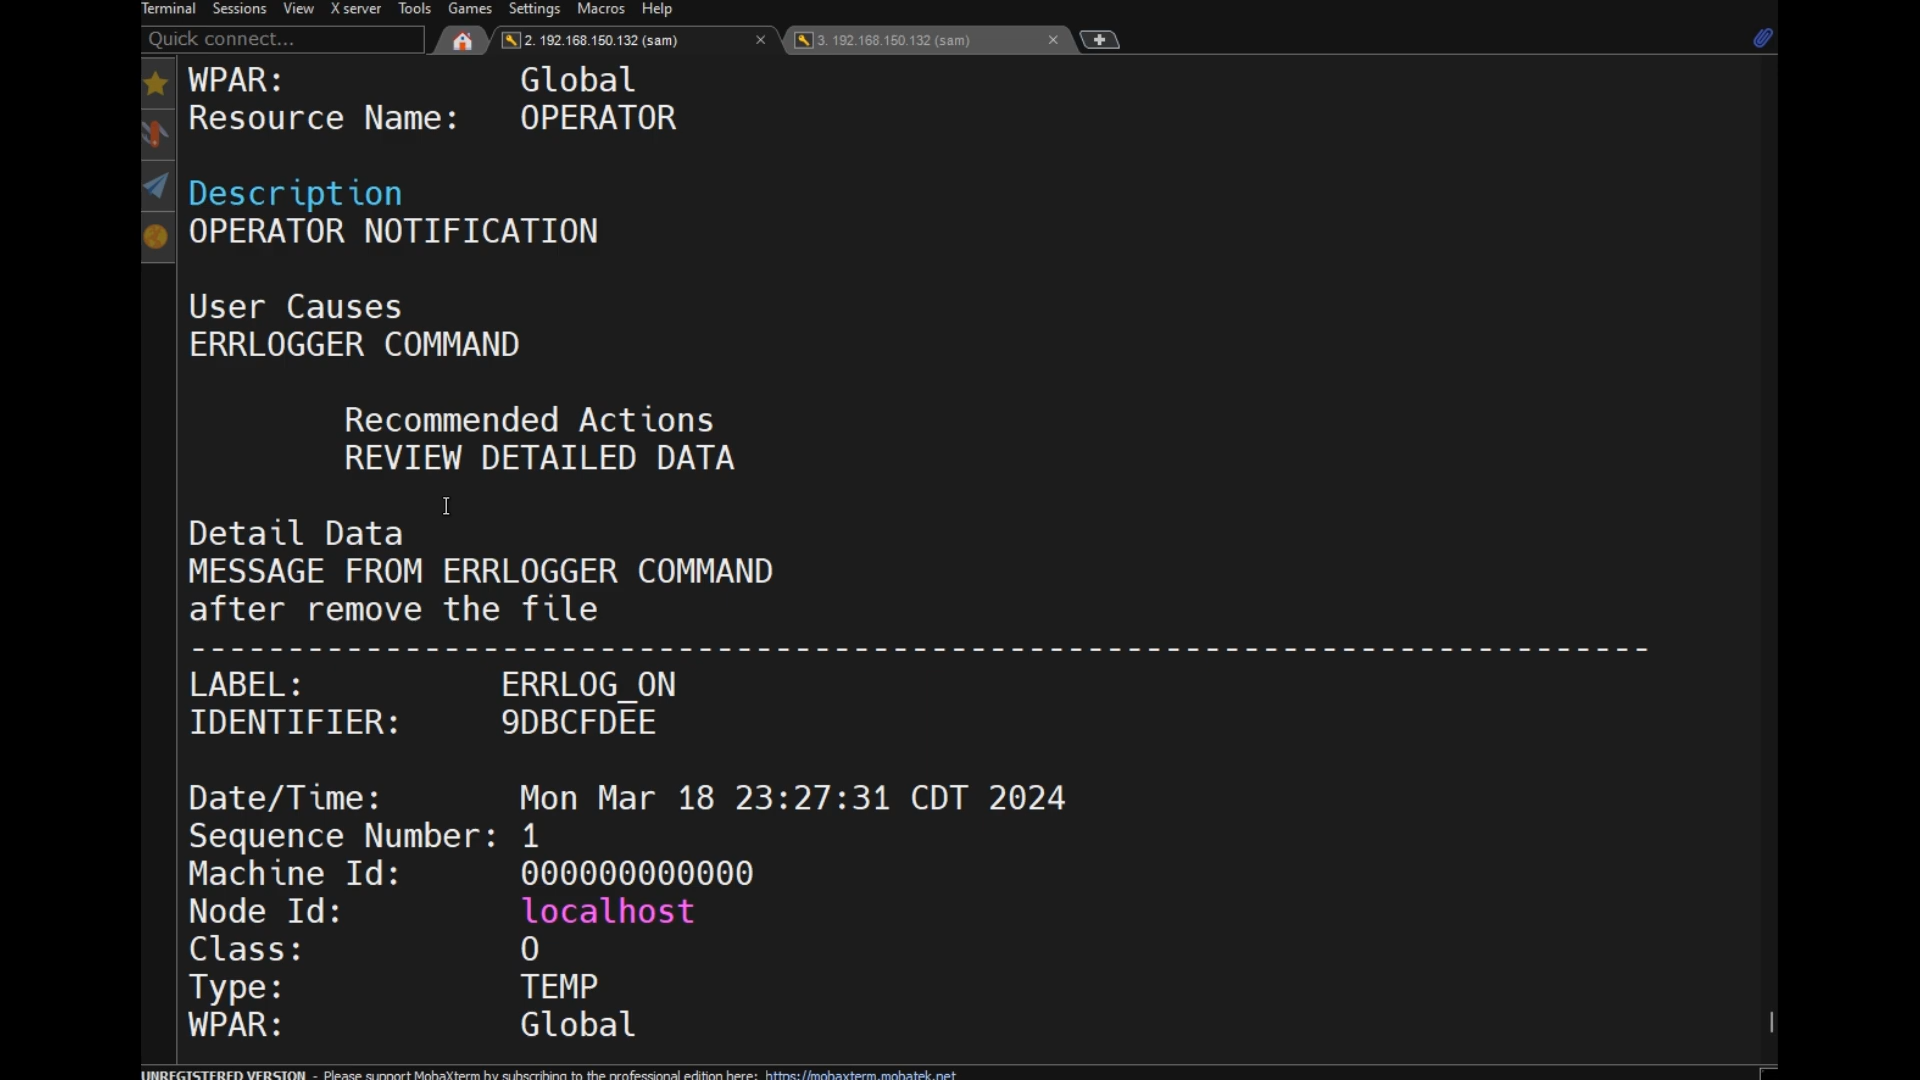 Terminal Sessions View X server Tools Games Settings Macros Help
Quick connect... 2. 192.168.150.132 (sam) 3. 192.168.150.132 (sam)
WPAR: Global
Resource Name: OPERATOR
Description
OPERATOR NOTIFICATION
User Causes
ERRLOGGER COMMAND
Recommended Actions
REVIEW DETAILED DATA
Detail Data
MESSAGE FROM ERRLOGGER COMMAND
after remove the file
---------------------------------------------------------------------------
LABEL: ERRLOG_ON
IDENTIFIER: 9DBCFDEE
Date/Time: Mon Mar 18 23:27:31 CDT 2024
Sequence Number: 1
Machine Id: 000000000000
Node Id: localhost
Class: O
Type: TEMP
WPAR: Global
UNREGISTERED VERSION - Please support MobaXterm by subscribing to the professional edition here: https://mobaxterm.mobatek.net